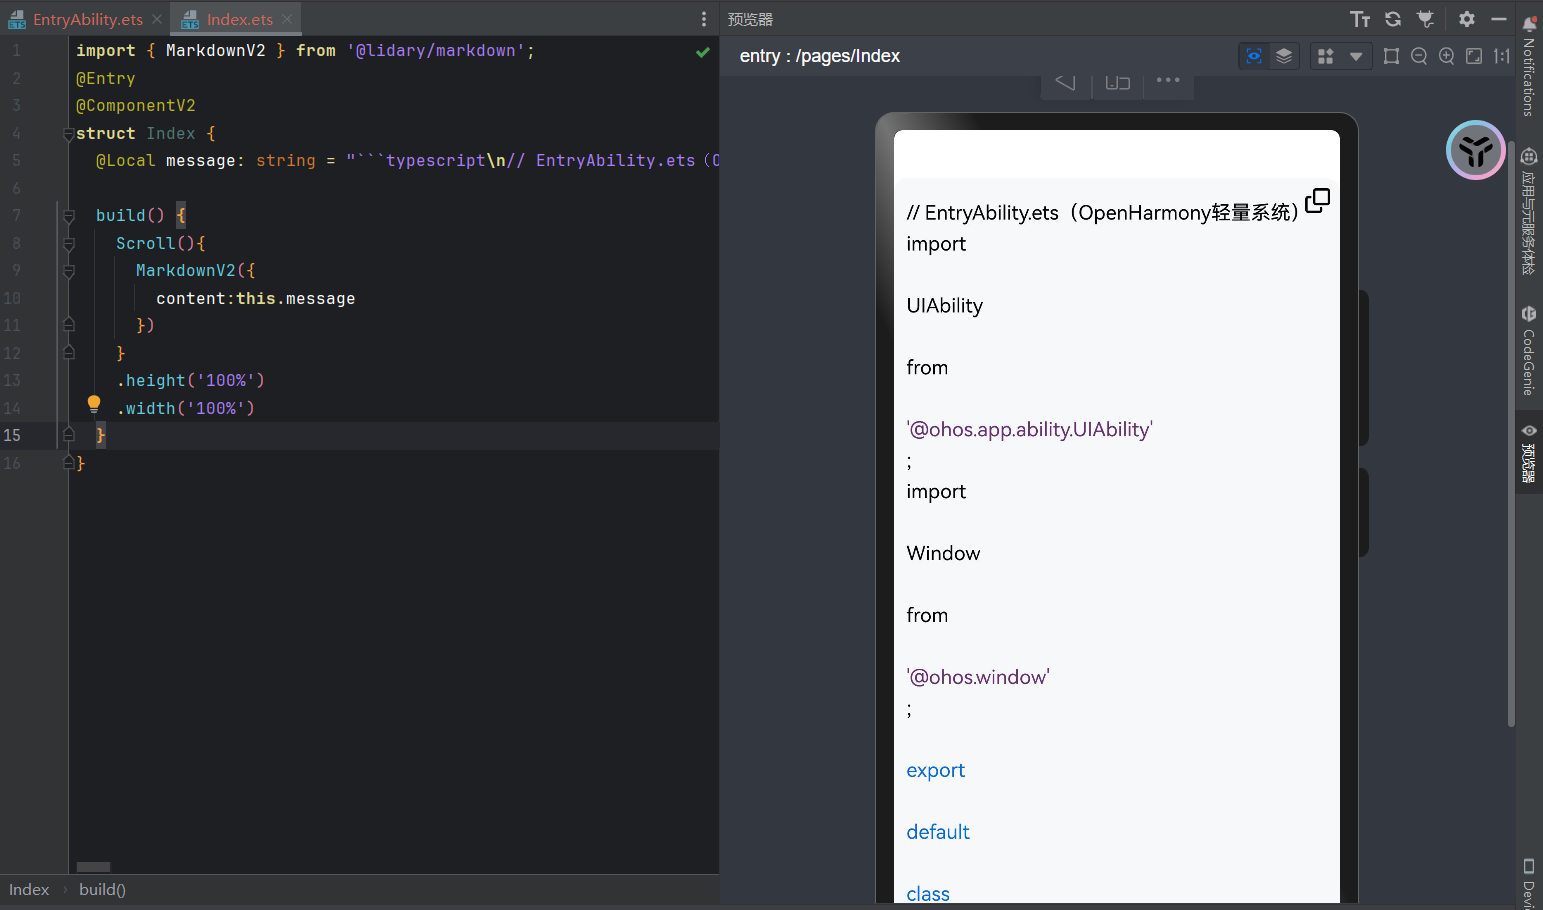 EntryAbility.ets
Index.ets
预览器
1 import { MarkdownV2 } from '@lidary/markdown';
2 @Entry
3 @ComponentV2
4 struct Index {
5 @Local message: string = "```typescript\n// EntryAbility.ets（O
6
7 build() {
8 Scroll(){
9 MarkdownV2({
10 content:this.message
11 })
12 }
13 .height('100%')
14 .width('100%')
15 }
16 }
Index › build()
entry : /pages/Index
1:1
// EntryAbility.ets（OpenHarmony轻量系统）
import
UIAbility
from
'@ohos.app.ability.UIAbility'
;
import
Window
from
'@ohos.window'
;
export
default
class
Notifications
应用与元服务体检
CodeGenie
预览器